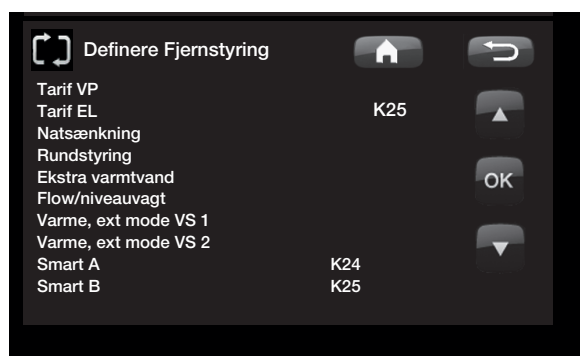 Definere Fjernstyring
Tarif VP
Tarif EL K25
Natsænkning
Rundstyring
Ekstra varmtvand
Flow/niveauvagt
OK
Varme, ext mode VS 1
Varme, ext mode VS 2
Smart A K24
Smart B K25